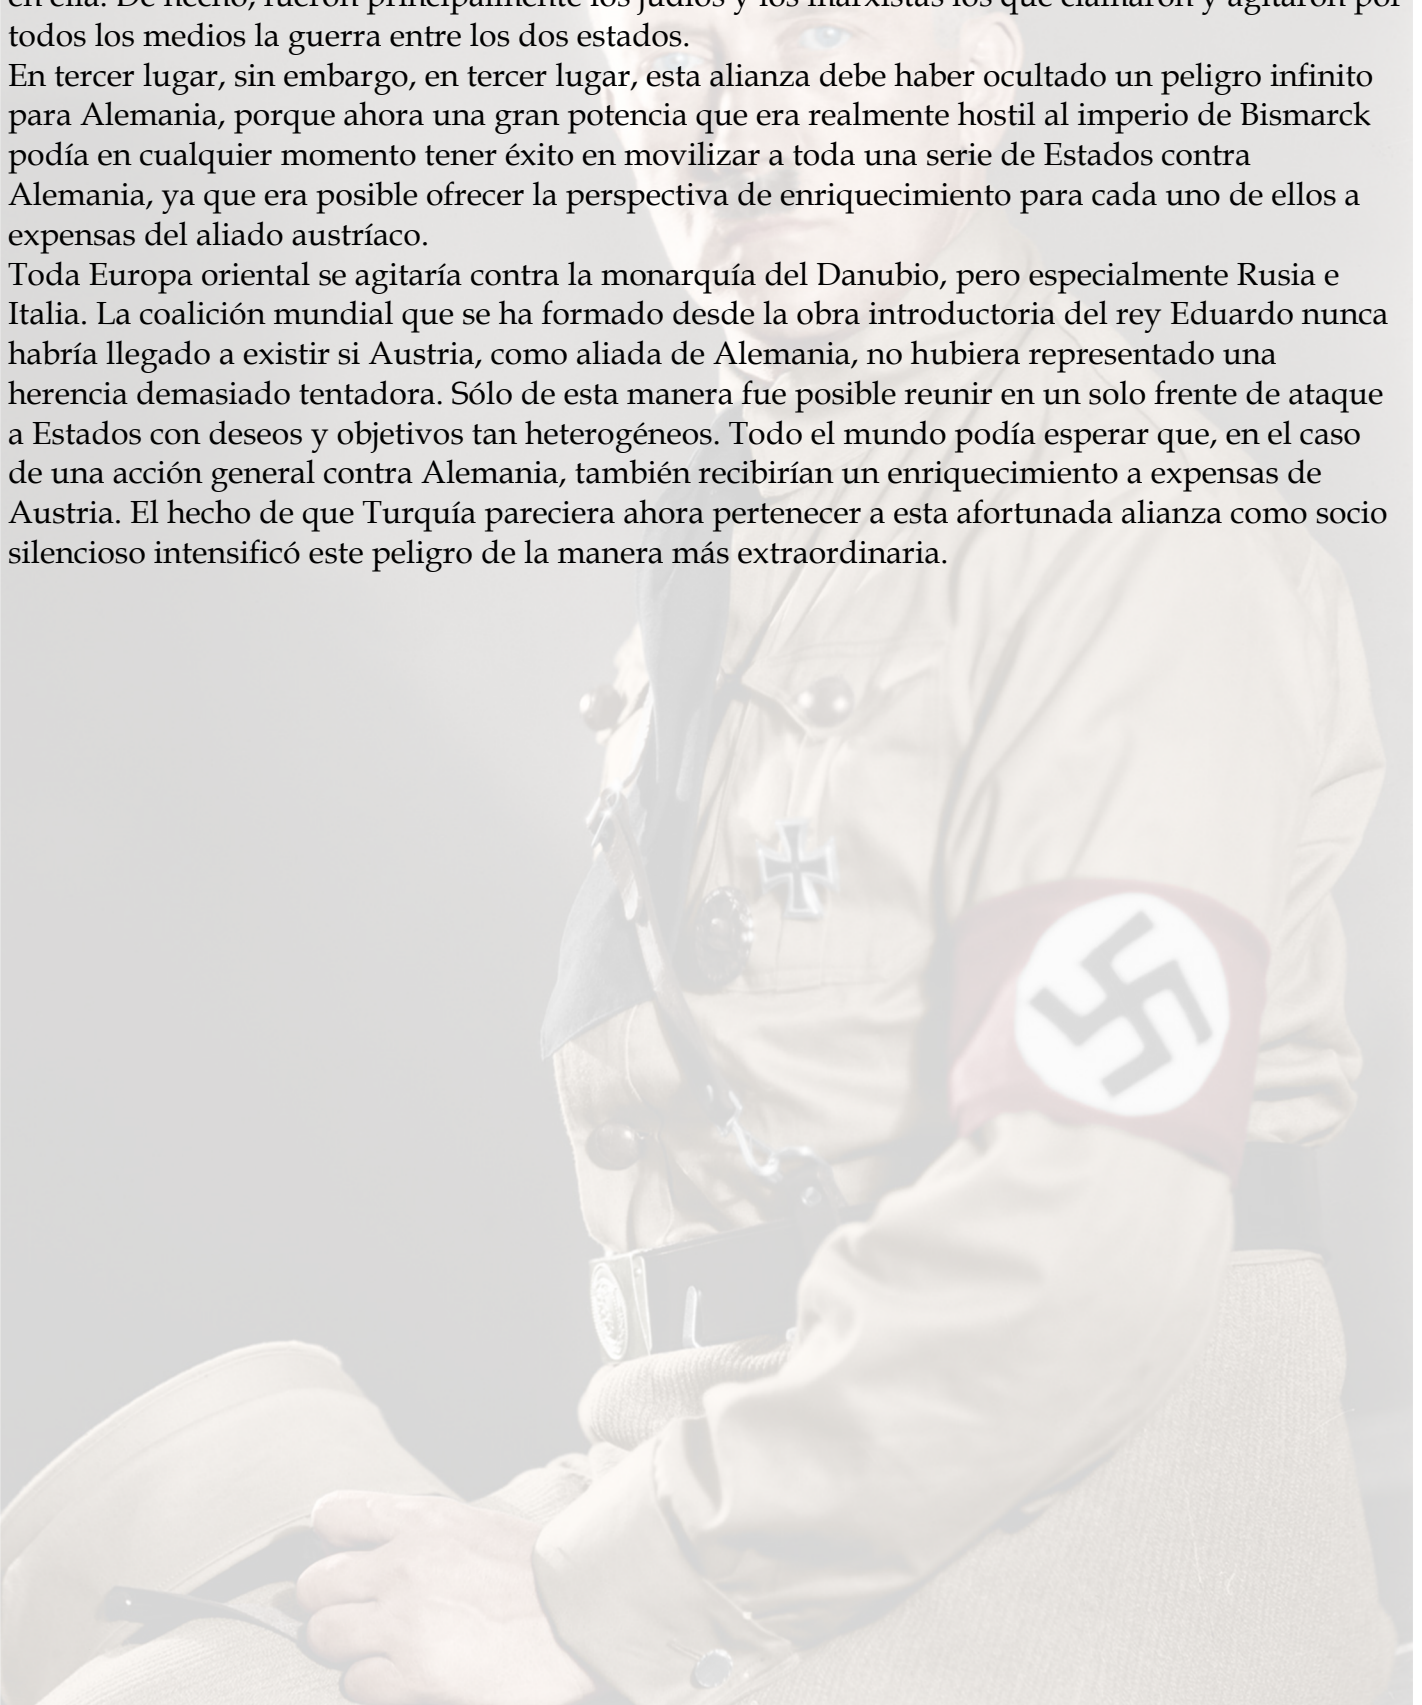 en ella. De hecho, fueron principalmente los judíos y los marxistas los que clamaron y agitaron por
todos los medios la guerra entre los dos estados.
En tercer lugar, sin embargo, en tercer lugar, esta alianza debe haber ocultado un peligro infinito
para Alemania, porque ahora una gran potencia que era realmente hostil al imperio de Bismarck
podía en cualquier momento tener éxito en movilizar a toda una serie de Estados contra
Alemania, ya que era posible ofrecer la perspectiva de enriquecimiento para cada uno de ellos a
expensas del aliado austríaco.
Toda Europa oriental se agitaría contra la monarquía del Danubio, pero especialmente Rusia e
Italia. La coalición mundial que se ha formado desde la obra introductoria del rey Eduardo nunca
habría llegado a existir si Austria, como aliada de Alemania, no hubiera representado una
herencia demasiado tentadora. Sólo de esta manera fue posible reunir en un solo frente de ataque
a Estados con deseos y objetivos tan heterogéneos. Todo el mundo podía esperar que, en el caso
de una acción general contra Alemania, también recibirían un enriquecimiento a expensas de
Austria. El hecho de que Turquía pareciera ahora pertenecer a esta afortunada alianza como socio
silencioso intensificó este peligro de la manera más extraordinaria.